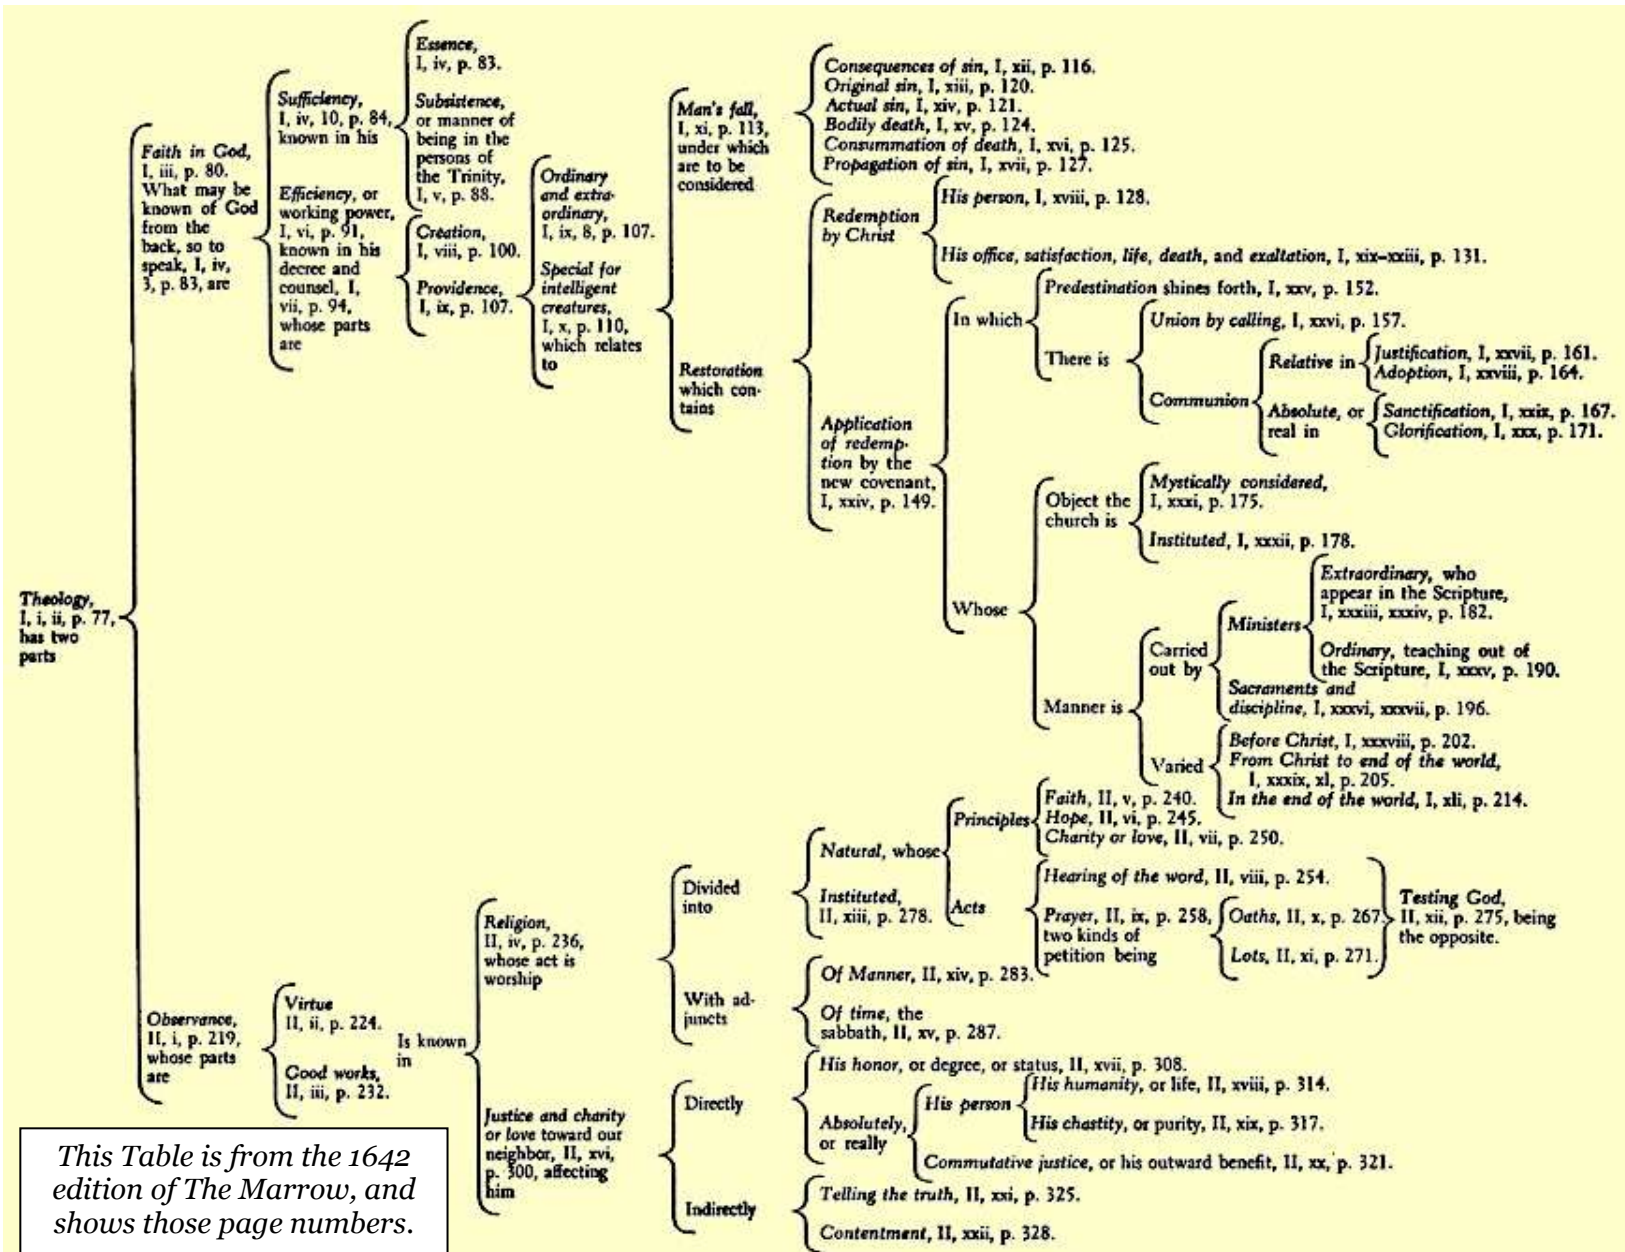 Theology,
I, i, ii, p. 77,
has two
parts
Faith in God,
I, iii, p. 80.
What may be
known of God
from the
back, so to
speak, I, iv,
3, p. 83, are
Sufficiency,
I, iv, 10, p. 84,
known in his
Essence,
I, iv, p. 83.
Subsistence,
or manner of
being in the
persons of
the Trinity,
I, v, p. 88.
Efficiency, or
working power,
I, vi, p. 91,
known in his
decree and
counsel, I,
vii, p. 94,
whose parts
are
Creation,
I, viii, p. 100.
Providence,
I, ix, p. 107.
Ordinary
and extra-
ordinary,
I, ix, 8, p. 107.
Special for
intelligent
creatures,
I, x, p. 110,
which relates
to
Man's fall,
I, xi, p. 113,
under which
are to be
considered
Consequences of sin, I, xii, p. 116.
Original sin, I, xiii, p. 120.
Actual sin, I, xiv, p. 121.
Bodily death, I, xv, p. 124.
Consummation of death, I, xvi, p. 125.
Propagation of sin, I, xvii, p. 127.
Restoration
which con-
tains
Redemption
by Christ
His person, I, xviii, p. 128.
His office, satisfaction, life, death, and exaltation, I, xix–xxiii, p. 131.
Application
of redemp-
tion by the
new covenant,
I, xxiv, p. 149.
In which
Predestination shines forth, I, xxv, p. 152.
There is
Union by calling, I, xxvi, p. 157.
Communion
Relative in
Justification, I, xxvii, p. 161.
Adoption, I, xxviii, p. 164.
Absolute, or
real in
Sanctification, I, xxix, p. 167.
Glorification, I, xxx, p. 171.
Whose
Object the
church is
Mystically considered,
I, xxxi, p. 175.
Instituted, I, xxxii, p. 178.
Manner is
Carried
out by
Ministers
Extraordinary, who
appear in the Scripture,
I, xxxiii, xxxiv, p. 182.
Ordinary, teaching out of
the Scripture, I, xxxv, p. 190.
Sacraments and
discipline, I, xxxvi, xxxvii, p. 196.
Varied
Before Christ, I, xxxviii, p. 202.
From Christ to end of the world,
I, xxxix, xl, p. 205.
In the end of the world, I, xli, p. 214.
Observance,
II, i, p. 219,
whose parts
are
Virtue
II, ii, p. 224.
Good works,
II, iii, p. 232.
Is known
in
Religion,
II, iv, p. 236,
whose act is
worship
Divided
into
Natural, whose
Principles
Faith, II, v, p. 240.
Hope, II, vi, p. 245.
Charity or love, II, vii, p. 250.
Acts
Hearing of the word, II, viii, p. 254.
Prayer, II, ix, p. 258,
two kinds of
petition being
Oaths, II, x, p. 267.
Lots, II, xi, p. 271.
Testing God,
II, xii, p. 275, being
the opposite.
Instituted,
II, xiii, p. 278.
With ad-
juncts
Of Manner, II, xiv, p. 283.
Of time, the
sabbath, II, xv, p. 287.
Justice and charity
or love toward our
neighbor, II, xvi,
p. 300, affecting
him
Directly
His honor, or degree, or status, II, xvii, p. 308.
Absolutely,
or really
His person
His humanity, or life, II, xviii, p. 314.
His chastity, or purity, II, xix, p. 317.
Commutative justice, or his outward benefit, II, xx, p. 321.
Indirectly
Telling the truth, II, xxi, p. 325.
Contentment, II, xxii, p. 328.
This Table is from the 1642
edition of The Marrow, and
shows those page numbers.